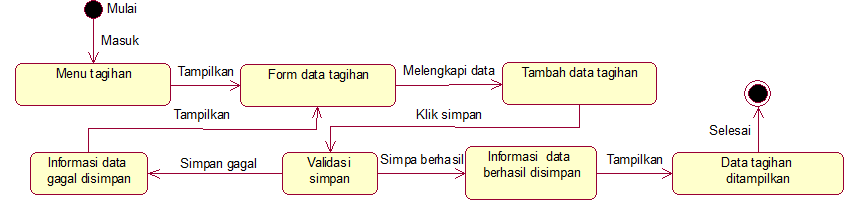 Mulai
Masuk
Menu tagihan
Tampilkan
Form data tagihan
Melengkapi data
Tambah data tagihan
Tampilkan
Klik simpan
Selesai
Informasi data
gagal disimpan
Simpan gagal
Validasi
simpan
Simpa berhasil
Informasi data
berhasil disimpan
Tampilkan
Data tagihan
ditampilkan